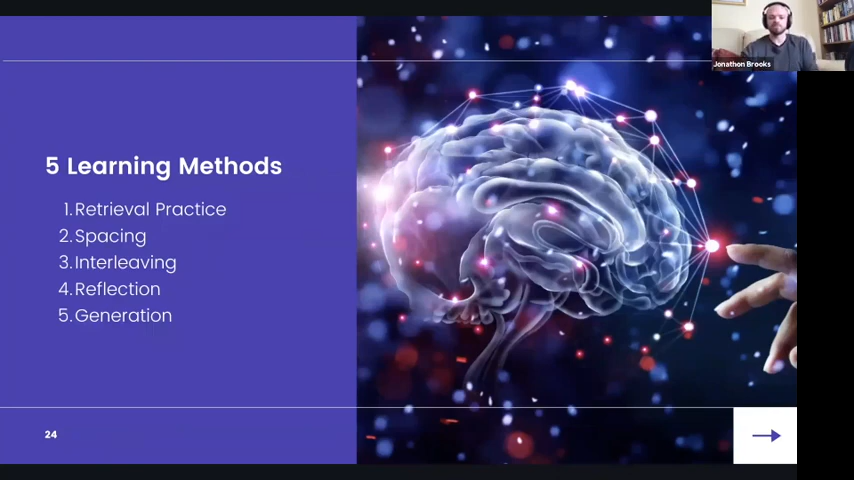 Jonathon Brooks
5 Learning Methods
1. Retrieval Practice
2. Spacing
3. Interleaving
4. Reflection
5. Generation
24